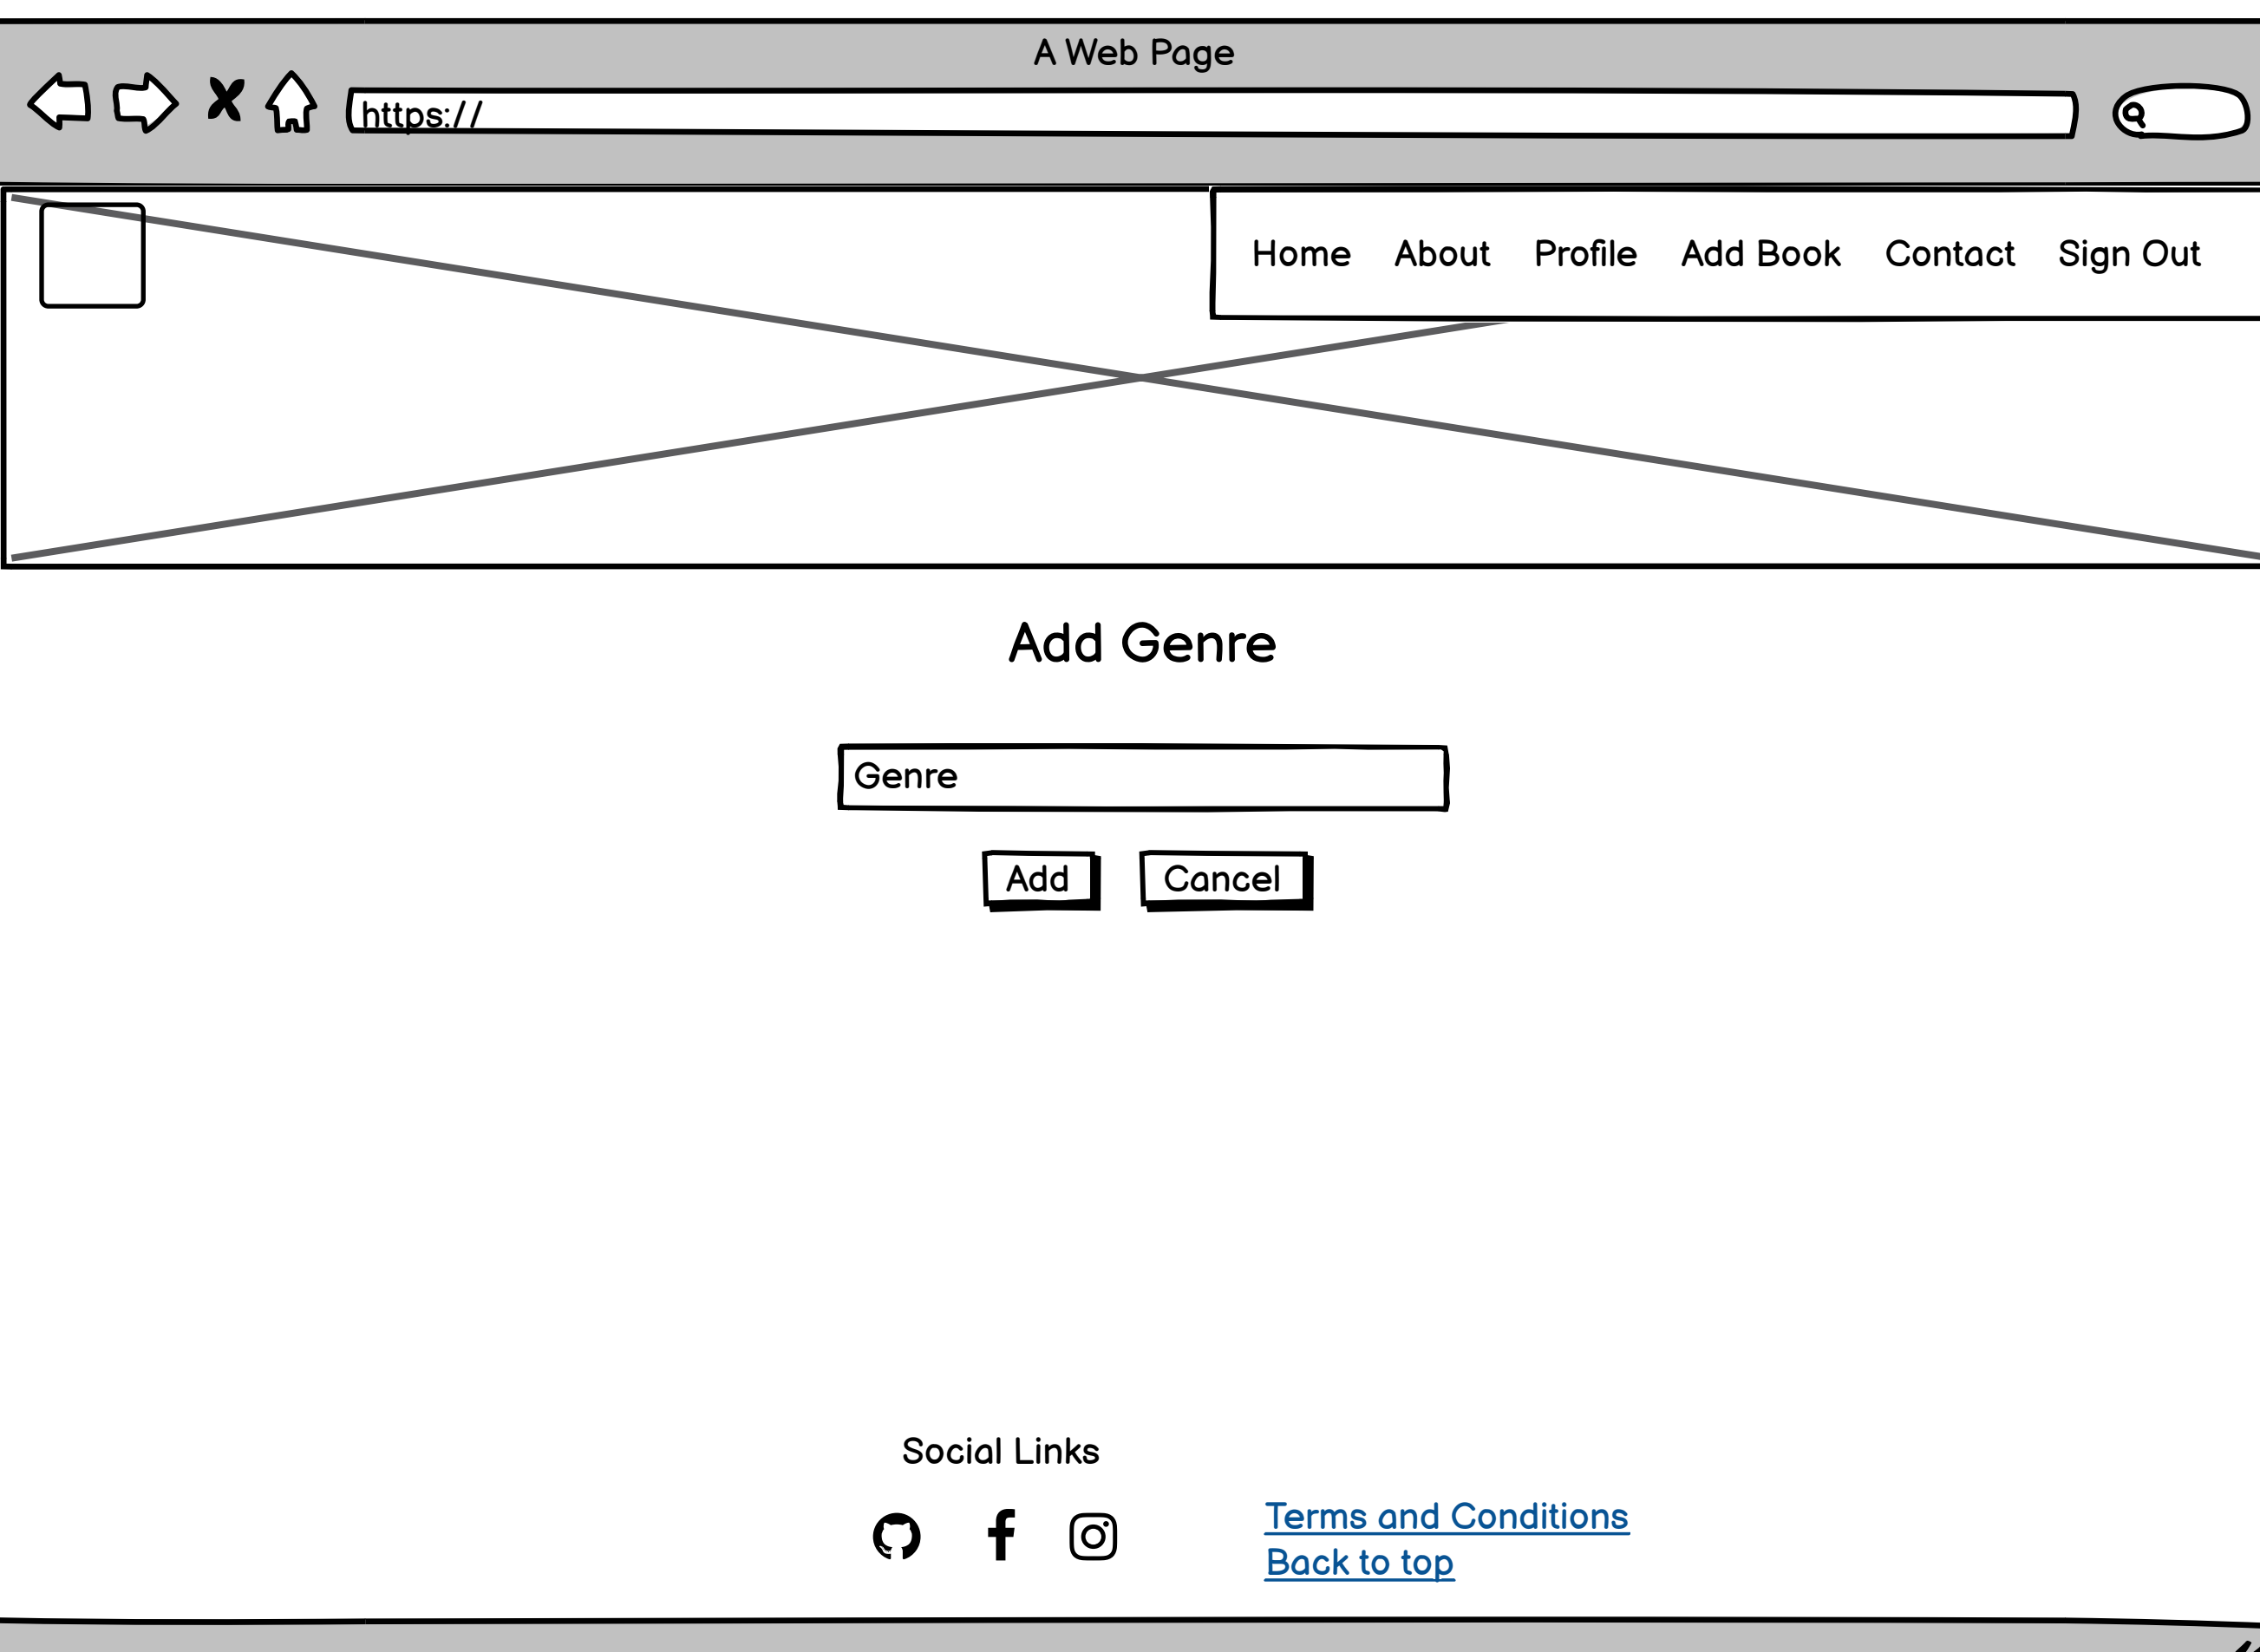 A Web Page
https://
Home About Profile Add Book Contact Sign Out
Add Genre
Genre
Add Cancel
Social Links
Terms and Conditions
Back to top